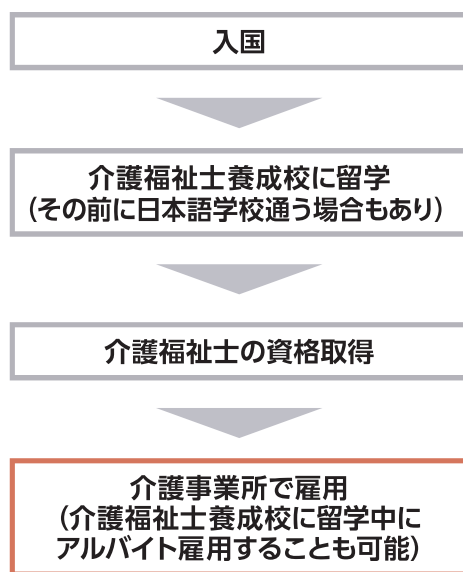 入国
介護福祉士養成校に留学
(その前に日本語学校通う場合もあり)
介護福祉士の資格取得
介護事業所で雇用
(介護福祉士養成校に留学中に
アルバイト雇用することも可能)